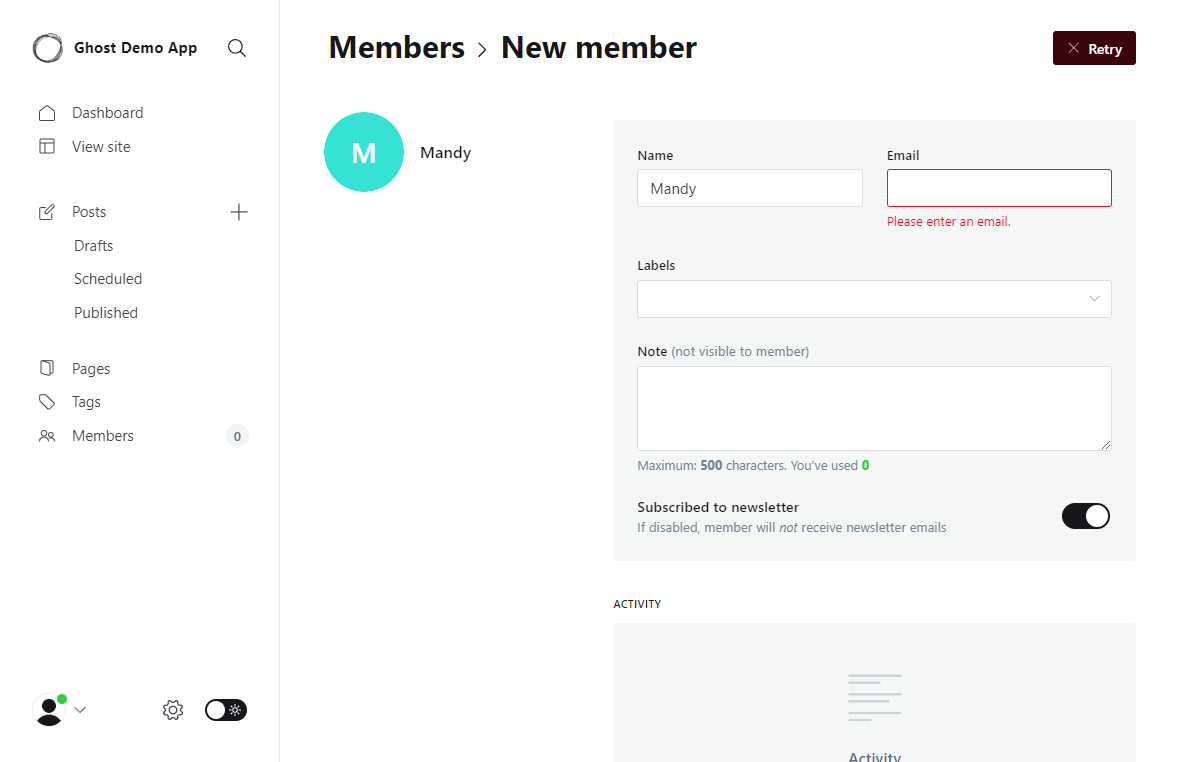 Ghost Demo App
Dashboard
View site
Posts
Drafts
Scheduled
Published
Pages
Tags
Members 0
Members › New member
Retry
M
Mandy
Name
Mandy
Email
Please enter an email.
Labels
Note (not visible to member)
Maximum: 500 characters. You've used 0
Subscribed to newsletter
If disabled, member will not receive newsletter emails
ACTIVITY
Activity